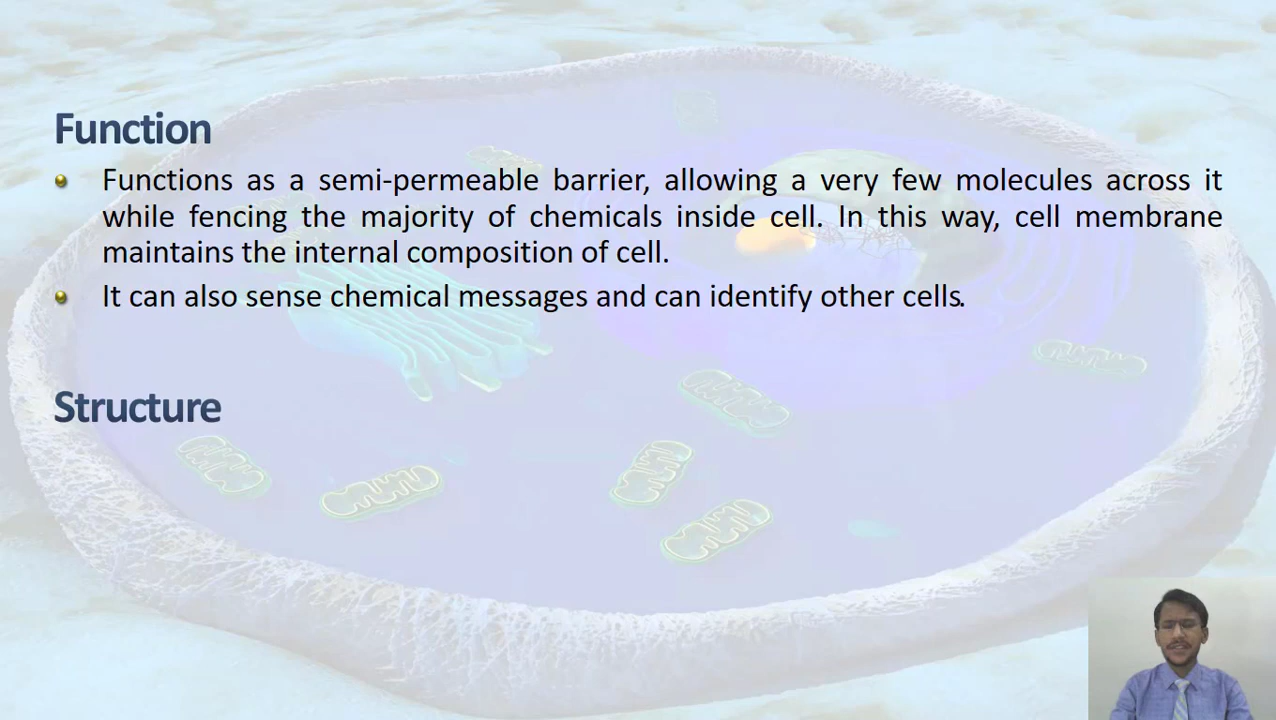 Function
Functions as a semi-permeable barrier, allowing a very few molecules across it
while fencing the majority of chemicals inside cell. In this way, cell membrane
maintains the internal composition of cell.
It can also sense chemical messages and can identify other cells.
Structure